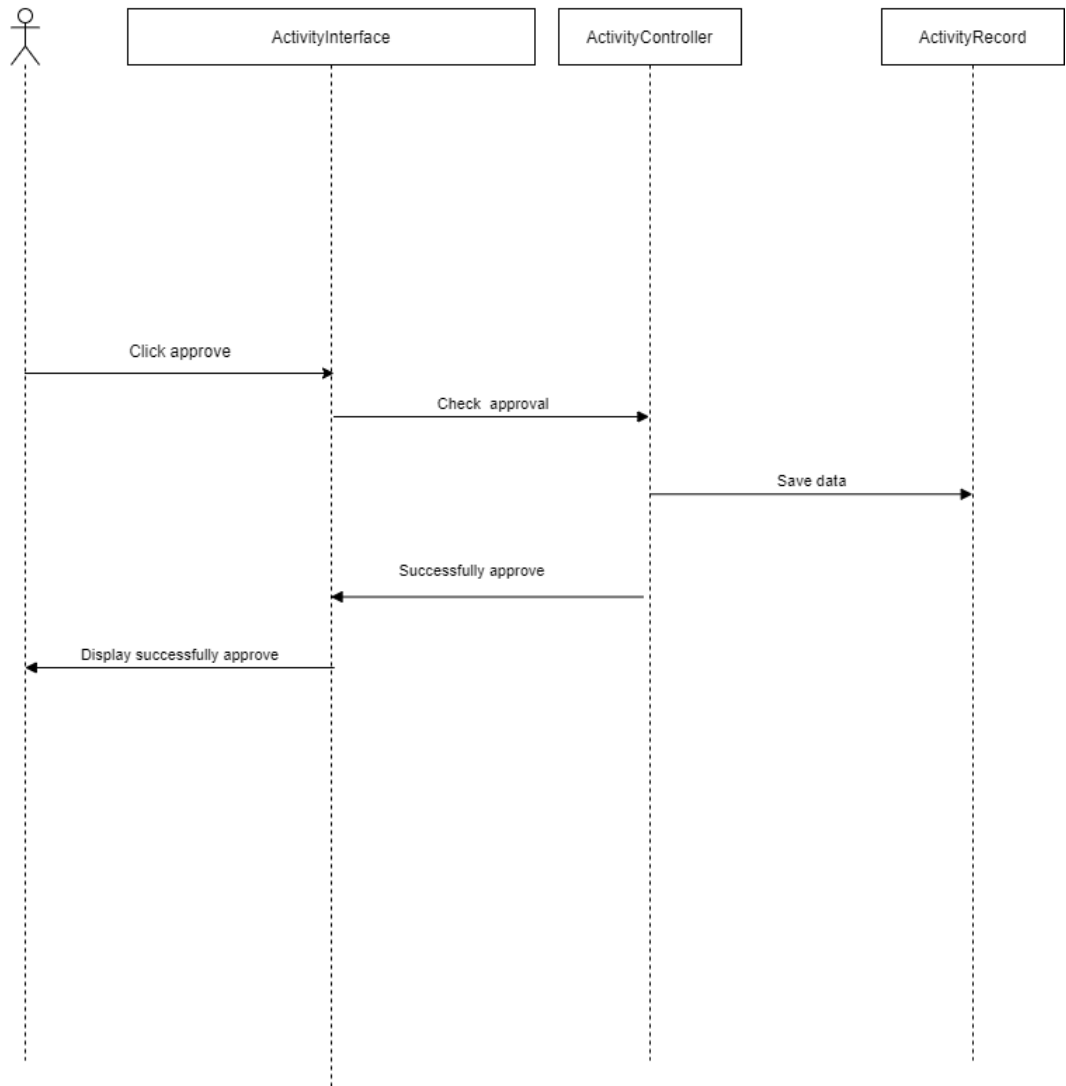 ActivityInterface
ActivityController
ActivityRecord
Click approve
Check  approval
Save data
Successfully approve
Display successfully approve